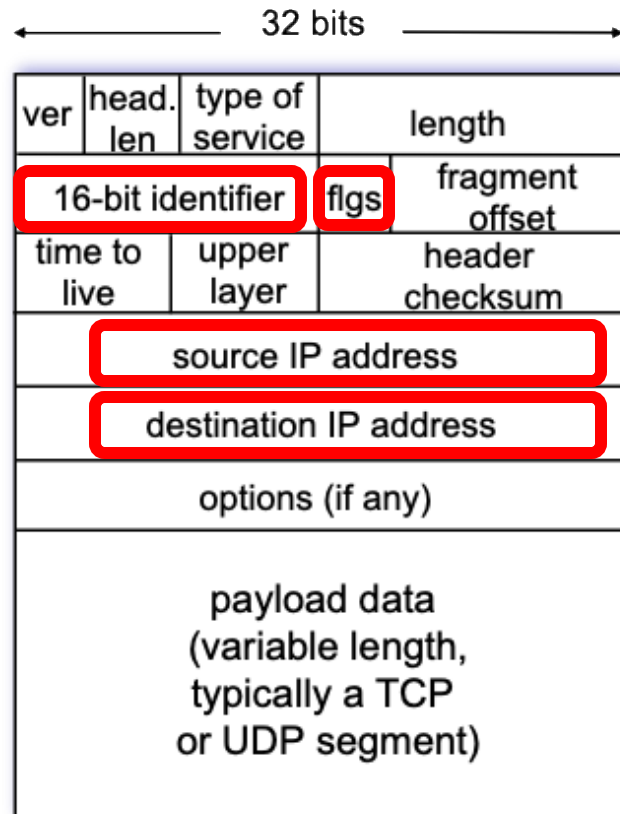 32 bits
ver head. len type of service length
16-bit identifier flgs fragment offset
time to live upper layer header checksum
source IP address
destination IP address
options (if any)
payload data
(variable length,
typically a TCP
or UDP segment)